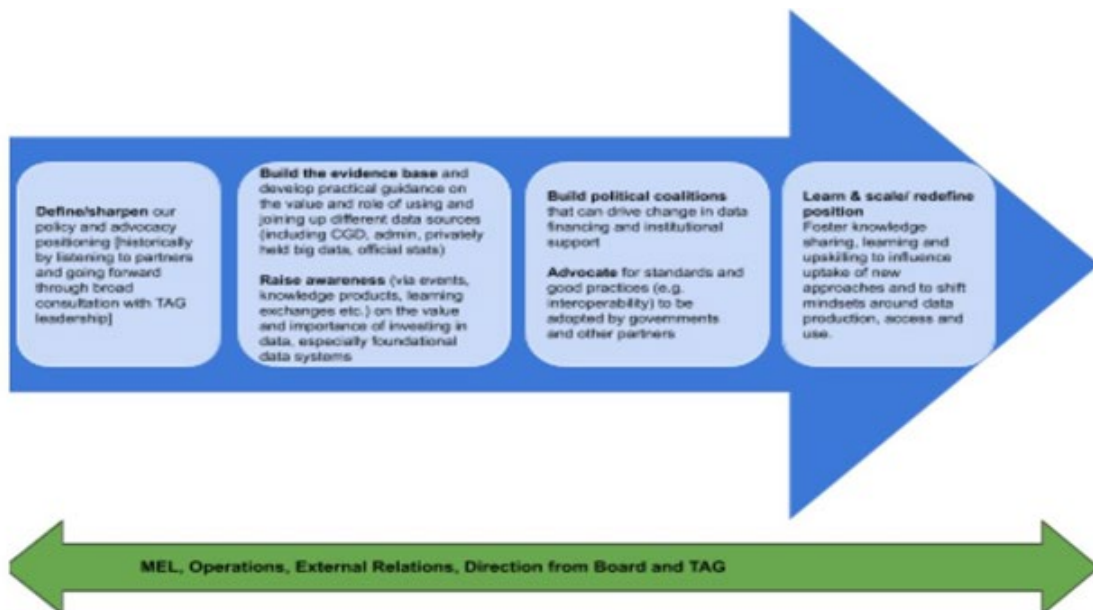 Define/sharpen our
policy and advocacy
positioning [historically
by listening to partners
and going forward
through broad
consultation with TAG
leadership]
Build the evidence base and
develop practical guidance on
the value and role of using and
joining up different data sources
(including CGD, admin, privately
held big data, official stats)
Raise awareness (via events,
knowledge products, learning
exchanges etc.) on the value
and importance of investing in
data, especially foundational
data systems
Build political coalitions
that can drive change in data
financing and institutional
support
Advocate for standards and
good practices (e.g.
interoperability) to be
adopted by governments
and other partners
Learn & scale/ redefine
position
Foster knowledge
sharing, learning and
upskilling to influence
uptake of new
approaches and to shift
mindsets around data
production, access and
use.
MEL, Operations, External Relations, Direction from Board and TAG